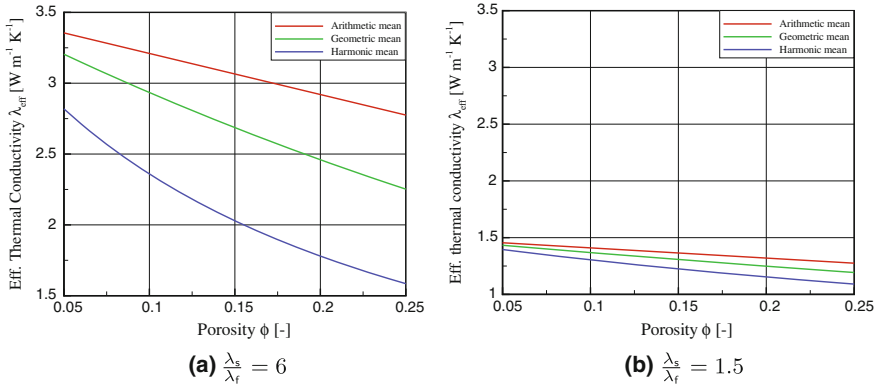 Eff. Thermal Conductivity λeff [W m⁻¹ K⁻¹]
3.5
3
2.5
2
1.5
0.05
0.1
0.15
0.2
0.25
Porosity ϕ [-]
Arithmetic mean
Geometric mean
Harmonic mean
(a) λs/λf = 6
Eff. thermal conductivity λeff [W m⁻¹ K⁻¹]
3.5
3
2.5
2
1.5
1
0.05
0.1
0.15
0.2
0.25
Porosity ϕ [-]
Arithmetic mean
Geometric mean
Harmonic mean
(b) λs/λf = 1.5